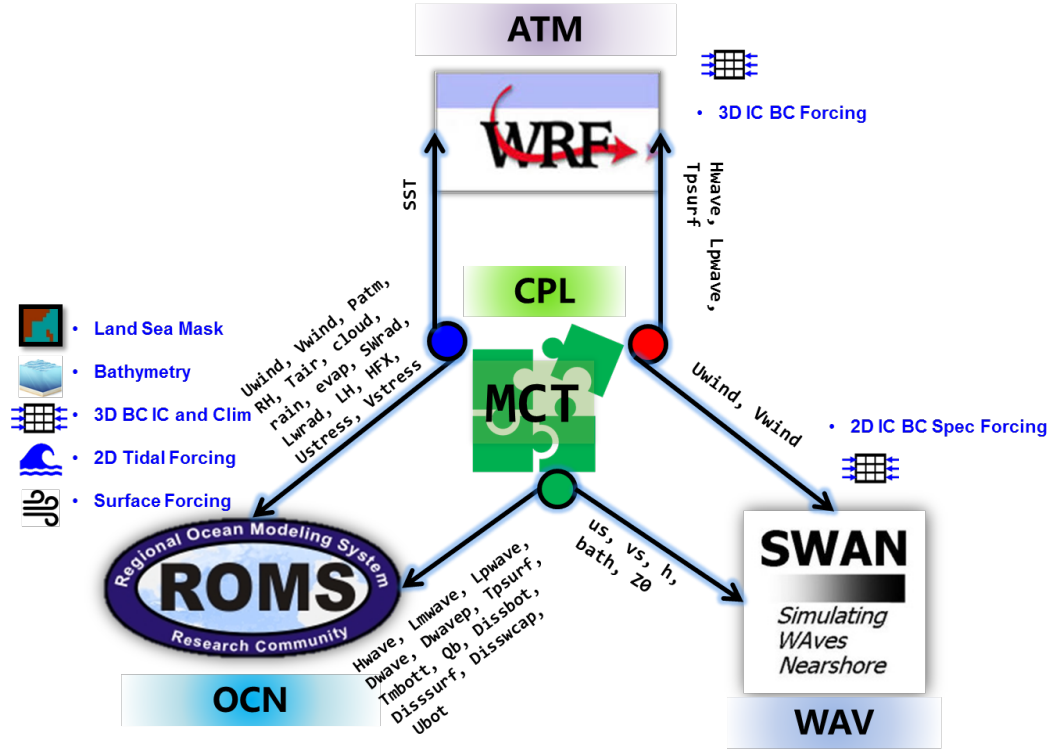 ATM
WRF
• 3D IC BC Forcing
SST
Hwave, Lpwave,
Tpsurf
CPL
MCT
• Land Sea Mask
• Bathymetry
• 3D BC IC and Clim
• 2D Tidal Forcing
• Surface Forcing
Uwind, Vwind, Patm,
RH, Tair, cloud,
rain, evap, SWrad,
Lwrad, LH, HFX,
Ustress, Vstress
Uwind, Vwind
• 2D IC BC Spec Forcing
Regional Ocean Modeling System
ROMS
Research Community
OCN
Hwave, Lmwave, Lpwave,
Dwave, Dwavep, Tpsurf,
Tmbott, Qb, Dissbot,
Disssurf, Disswcap,
Ubot
us, vs, h,
bath, Z0
SWAN
Simulating
WAves
Nearshore
WAV